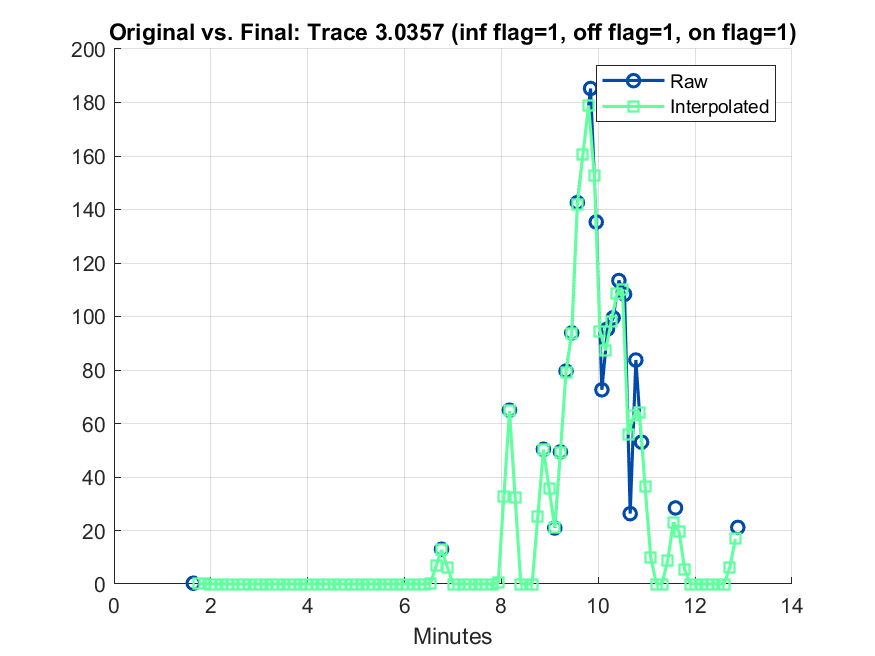 Original vs. Final: Trace 3.0357 (inf flag=1, off flag=1, on flag=1)
200
180
160
140
120
100
80
60
40
20
0
Raw
Interpolated
0 2 4 6 8 10 12 14
Minutes